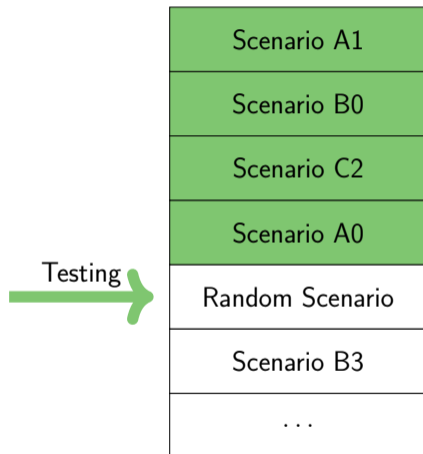 Scenario A1
Scenario B0
Scenario C2
Scenario A0
Testing
Random Scenario
Scenario B3
...